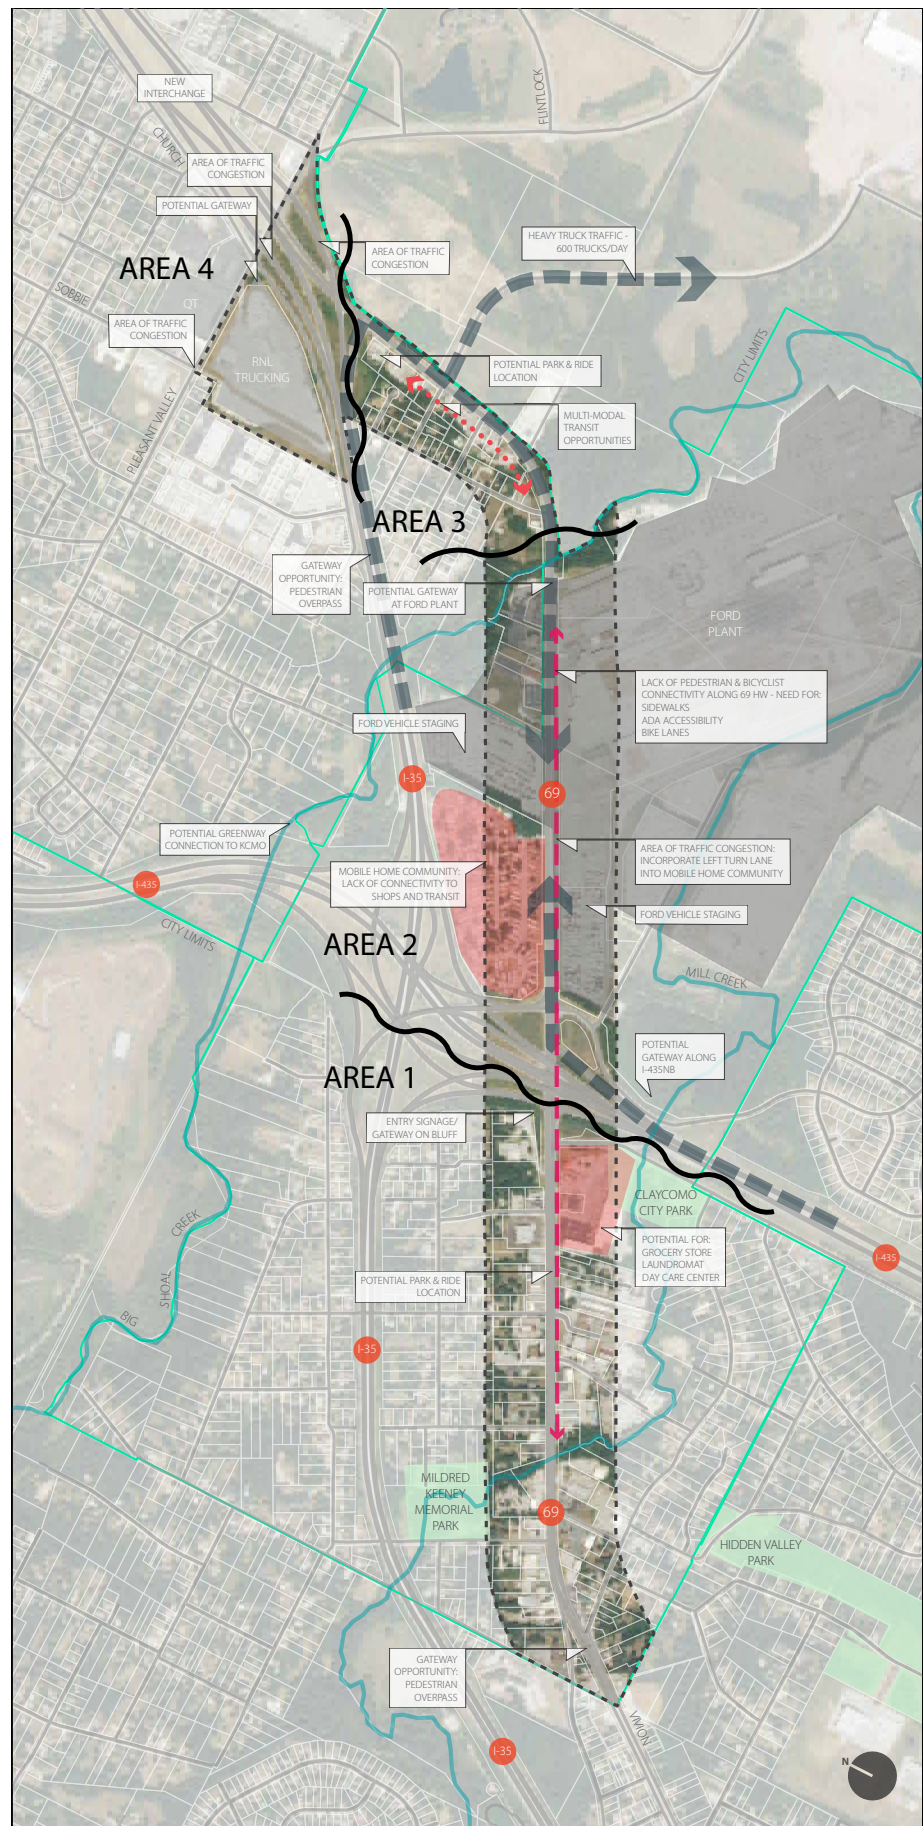 NEW
INTERCHANGE
FLINTLOCK
CHURCH
AREA OF TRAFFIC
CONGESTION
POTENTIAL GATEWAY
HEAVY TRUCK TRAFFIC -
600 TRUCKS/DAY
AREA OF TRAFFIC
CONGESTION
AREA 4
SOBBIE
QT
AREA OF TRAFFIC
CONGESTION
RNL
TRUCKING
POTENTIAL PARK & RIDE
LOCATION
CITY LIMITS
MULTI-MODAL
TRANSIT
OPPORTUNITIES
PLEASANT VALLEY
AREA 3
GATEWAY
OPPORTUNITY:
PEDESTRIAN
OVERPASS
POTENTIAL GATEWAY
AT FORD PLANT
FORD
PLANT
LACK OF PEDESTRIAN & BICYCLIST
CONNECTIVITY ALONG 69 HW - NEED FOR:
SIDEWALKS
ADA ACCESSIBILITY
BIKE LANES
FORD VEHICLE STAGING
I-35
69
POTENTIAL GREENWAY
CONNECTION TO KCMO
AREA OF TRAFFIC CONGESTION:
INCORPORATE LEFT TURN LANE
INTO MOBILE HOME COMMUNITY
MOBILE HOME COMMUNITY:
LACK OF CONNECTIVITY TO
SHOPS AND TRANSIT
I-435
FORD VEHICLE STAGING
CITY LIMITS
AREA 2
MILL CREEK
POTENTIAL
GATEWAY ALONG
I-435NB
AREA 1
ENTRY SIGNAGE/
GATEWAY ON BLUFF
CLAYCOMO
CITY PARK
CREEK
SHOAL
BIG
POTENTIAL FOR:
GROCERY STORE
LAUNDROMAT
DAY CARE CENTER
I-435
POTENTIAL PARK & RIDE
LOCATION
I-35
MILDRED
KEENEY
MEMORIAL
PARK
69
HIDDEN VALLEY
PARK
GATEWAY
OPPORTUNITY:
PEDESTRIAN
OVERPASS
VIVION
I-35
N